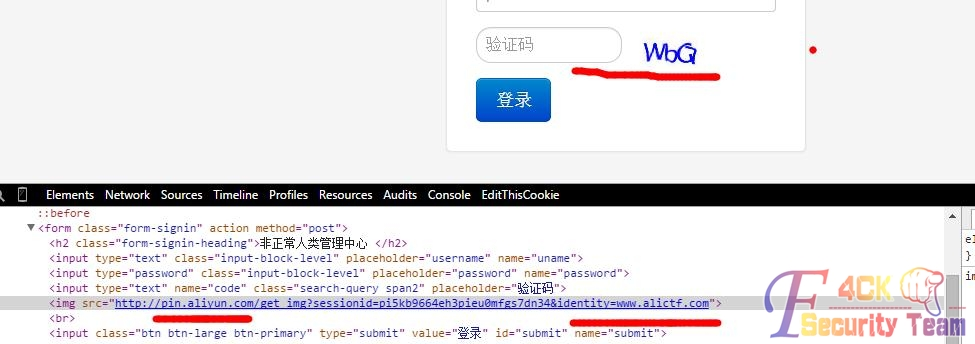 验证码
WbQ
登录
Elements Network Sources Timeline Profiles Resources Audits Console EditThisCookie
::before
<form class="form-signin" action method="post">
<h2 class="form-signin-heading">非正常人类管理中心 </h2>
<input type="text" class="input-block-level" placeholder="username" name="uname">
<input type="password" class="input-block-level" placeholder="password" name="password">
<input type="text" name="code" class="search-query span2" placeholder="验证码">
<img src="http://pin.aliyun.com/get_img?sessionid=pi5kb9664eh3pieu0mfgs7dn34&identity=www.alictf.com">
<br>
<input class="btn btn-large btn-primary" type="submit" value="登录" id="submit" name="submit">
F4CK
Security Team